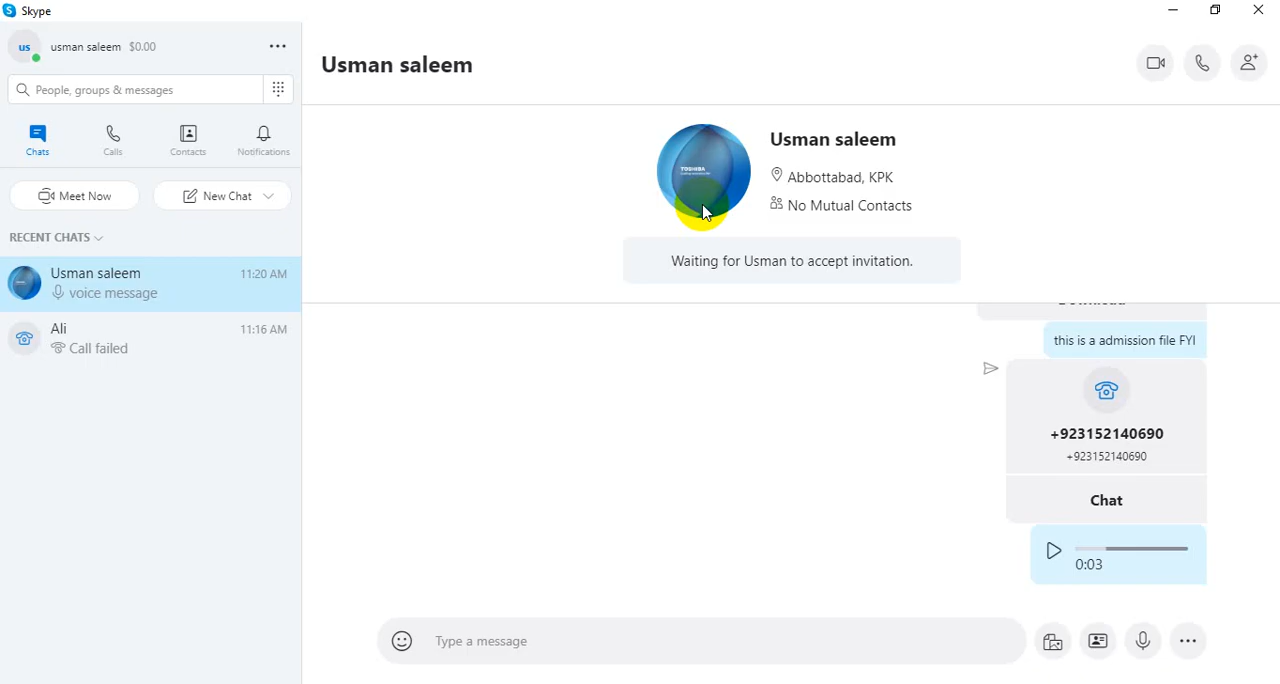 Skype
us
usman saleem $0.00
People, groups & messages
Chats
Calls
Contacts
Notifications
Meet Now
New Chat
RECENT CHATS
Usman saleem 11:20 AM
voice message
Ali 11:16 AM
Call failed
Usman saleem
TOSHIBA
Usman saleem
Abbottabad, KPK
No Mutual Contacts
Waiting for Usman to accept invitation.
this is a admission file FYI
+923152140690
+923152140690
Chat
0:03
Type a message